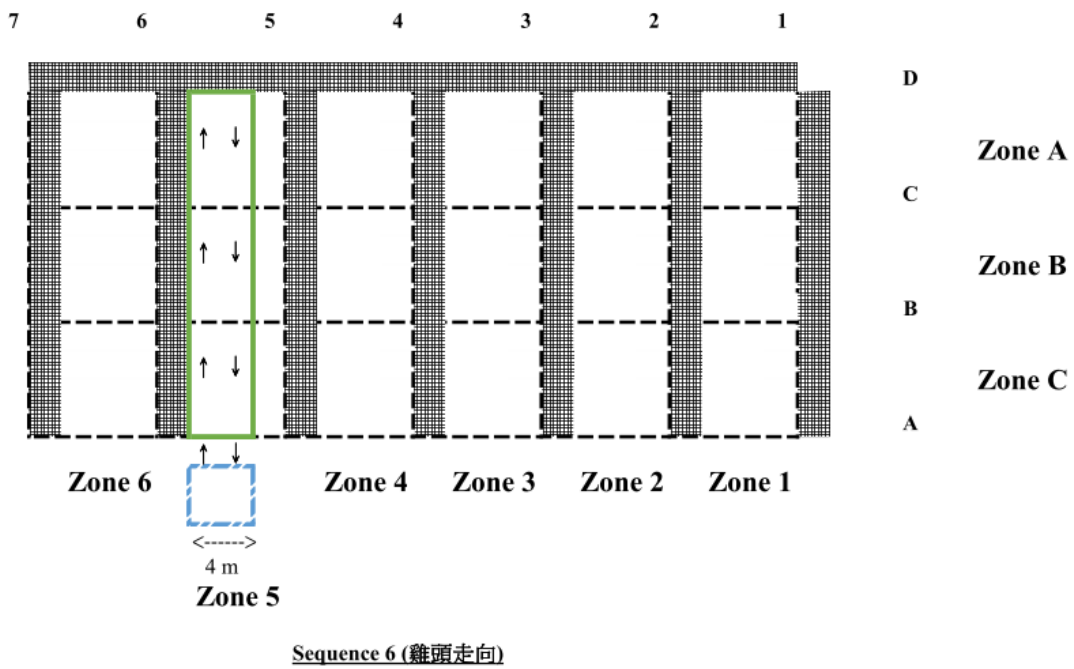 7 6 5 4 3 2 1
D
Zone A
C
Zone B
B
Zone C
A
Zone 6 Zone 4 Zone 3 Zone 2 Zone 1
<------>
4 m
Zone 5
Sequence 6 (雞頭走向)